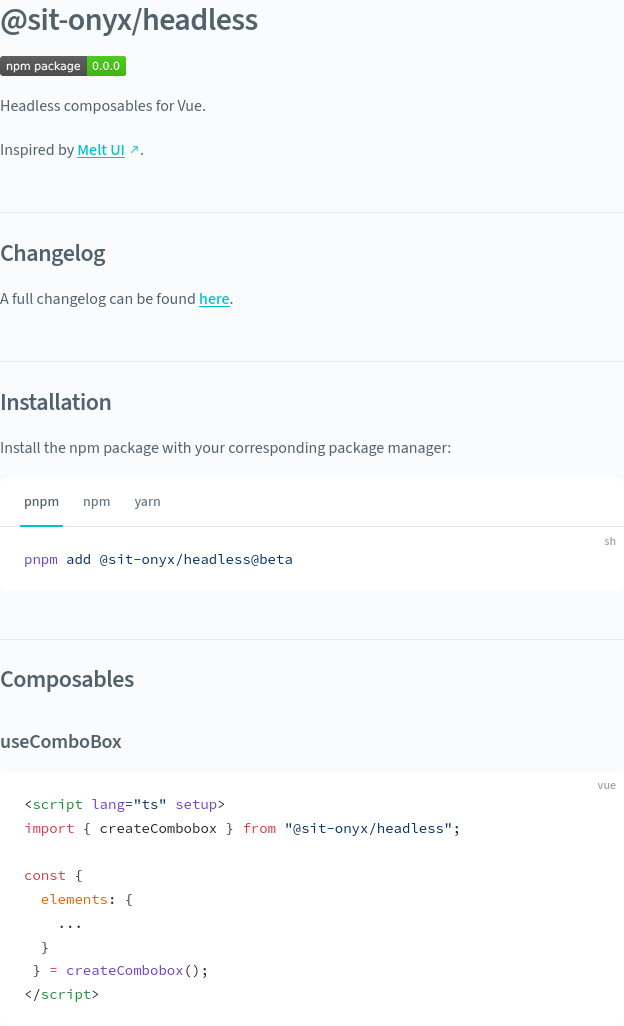 @sit-onyx/headless
npm package 0.0.0
Headless composables for Vue.
Inspired by Melt UI ↗.
Changelog
A full changelog can be found here.
Installation
Install the npm package with your corresponding package manager:
pnpm npm yarn
sh
pnpm add @sit-onyx/headless@beta
Composables
useComboBox
vue
<script lang="ts" setup>
import { createCombobox } from "@sit-onyx/headless";
const {
  elements: {
    ...
  }
 } = createCombobox();
</script>